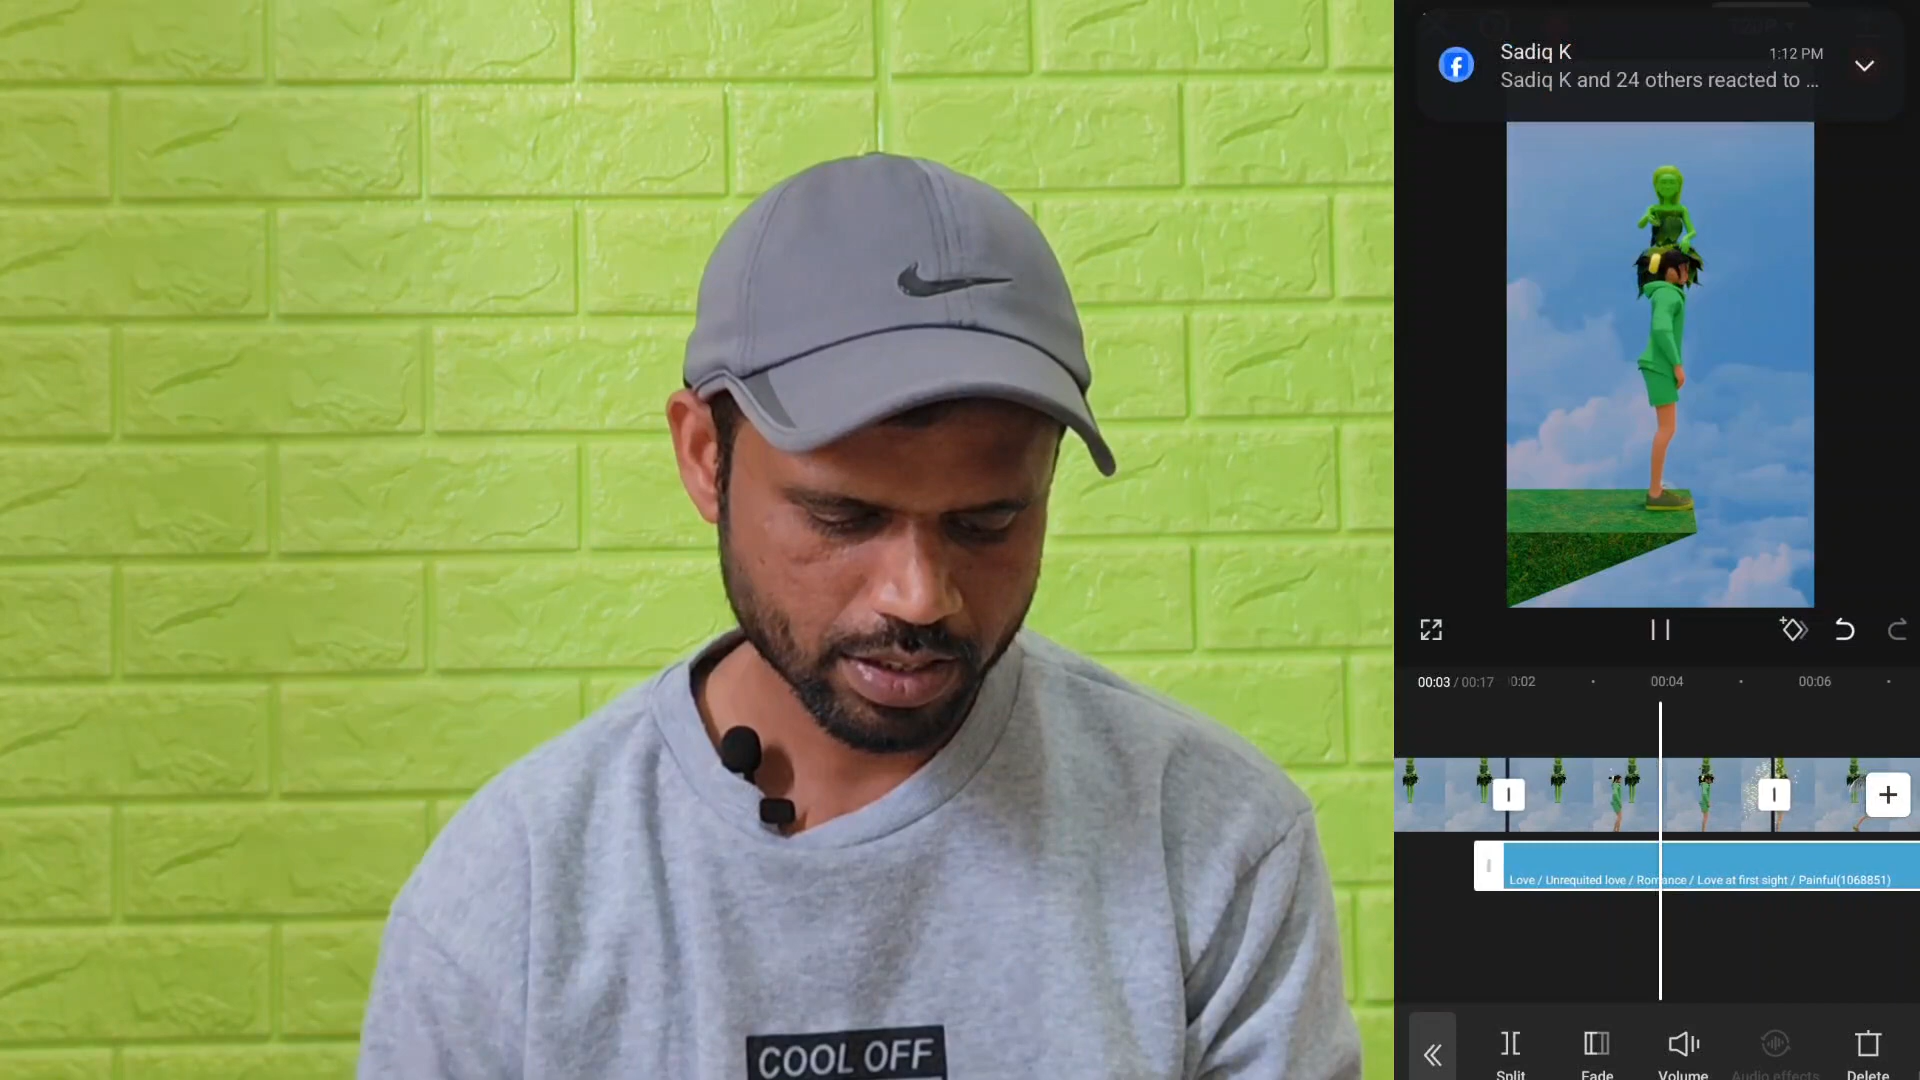 Sadiq K
1:12 PM
Sadiq K and 24 others reacted to ...
00:03 / 00:17
0:02
00:04
00:06
Love / Unrequited love / Romance / Love at first sight / Painful(1068851)
Split
Fade
Volume
Audio effects
Delete
COOL OFF